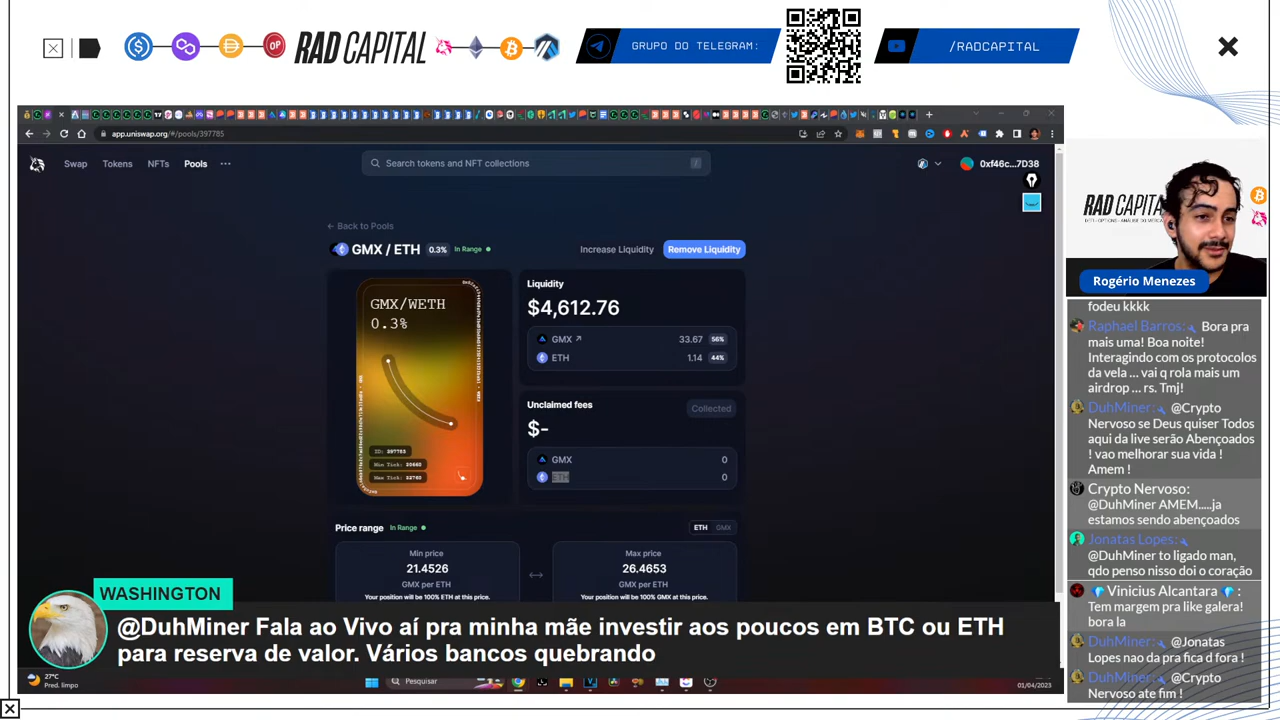 RAD CAPITAL
GRUPO DO TELEGRAM:
/RADCAPITAL
app.uniswap.org/#/pools/397785
Swap
Tokens
NFTs
Pools
Search tokens and NFT collections
/
0xf46c...7D38
← Back to Pools
GMX / ETH
0.3%
In Range
Increase Liquidity
Remove Liquidity
GMX/WETH
0.3%
ID: 397785
Liquidity
$4,612.76
GMX ↗
33.67
56%
ETH
1.14
44%
Unclaimed fees
Collected
$-
GMX
0
ETH
0
Price range
In Range
ETH
GMX
Min price
21.4526
GMX per ETH
Your position will be 100% ETH at this price.
Max price
26.4653
GMX per ETH
Your position will be 100% GMX at this price.
RAD CAPITAL
Rogério Menezes
fodeu kkkk
Raphael Barros: Bora pra
mais uma! Boa noite!
Interagindo com os protocolos
da vela ... vai q rola mais um
airdrop ... rs. Tmj!
DuhMiner: @Crypto
Nervoso se Deus quiser Todos
aqui da live serão Abençoados
! vao melhorar sua vida !
Amem !
Crypto Nervoso:
@DuhMiner AMEM.....ja
estamos sendo abençoados
Jonatas Lopes:
@DuhMiner to ligado man,
qdo penso nisso doi o coração
Vinicius Alcantara :
Tem margem pra like galera!
bora la
DuhMiner: @Jonatas
Lopes nao da pra fica d fora !
DuhMiner: @Crypto
Nervoso ate fim !
WASHINGTON
@DuhMiner Fala ao Vivo aí pra minha mãe investir aos poucos em BTC ou ETH
para reserva de valor. Vários bancos quebrando
27°C
Pred. limpo
Pesquisar
01/04/2023